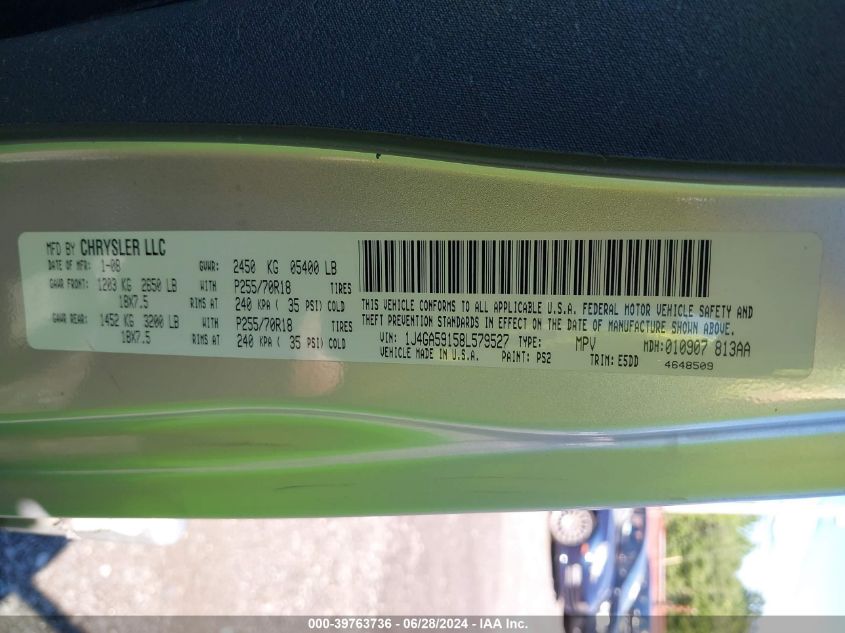 MFD BY CHRYSLER LLC
DATE OF MFR: 1-08 GVWR: 2450 KG 05400 LB
GAWR FRONT: 1203 KG 2650 LB WITH P255/70R18 TIRES
18X7.5 RIMS AT 240 KPA ( 35 PSI) COLD
GAWR REAR: 1452 KG 3200 LB WITH P255/70R18 TIRES
18X7.5 RIMS AT 240 KPA ( 35 PSI) COLD
THIS VEHICLE CONFORMS TO ALL APPLICABLE U.S.A. FEDERAL MOTOR VEHICLE SAFETY AND
THEFT PREVENTION STANDARDS IN EFFECT ON THE DATE OF MANUFACTURE SHOWN ABOVE.
VIN: 1J4GA59158L579527 TYPE: MPV MDH: 010907 813AA
VEHICLE MADE IN U.S.A. PAINT: PS2 TRIM: E5DD 4648509
000-39763736 - 06/28/2024 - IAA Inc.